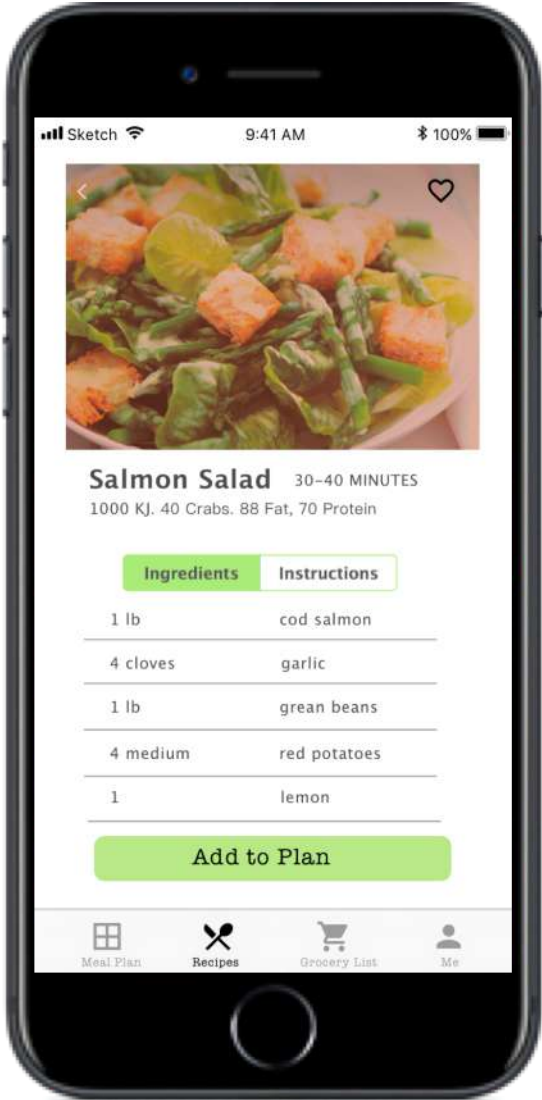 Sketch 9:41 AM 100%
Salmon Salad 30-40 MINUTES
1000 KJ. 40 Crabs. 88 Fat, 70 Protein
Ingredients Instructions
1 lb cod salmon
4 cloves garlic
1 lb grean beans
4 medium red potatoes
1 lemon
Add to Plan
Meal Plan Recipes Grocery List Me